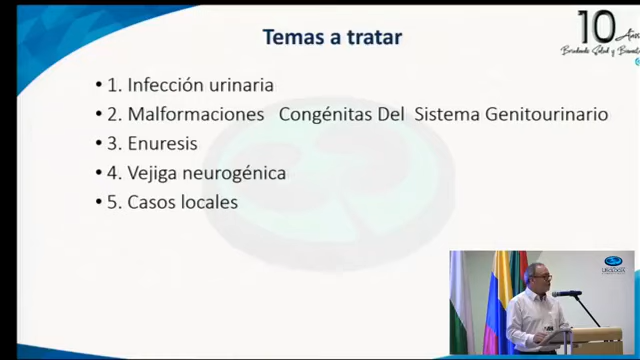 Temas a tratar
10 Años
• 1. Infección urinaria
• 2. Malformaciones Congénitas Del Sistema Genitourinario
• 3. Enuresis
• 4. Vejiga neurogénica
• 5. Casos locales